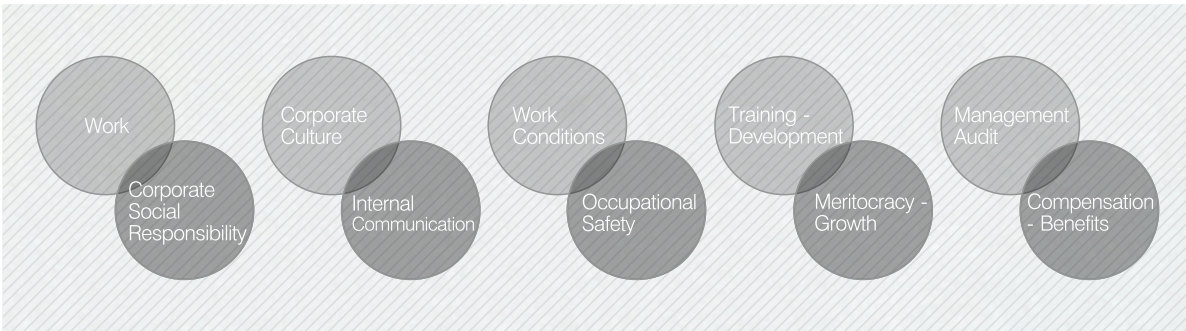 Work
Corporate
Social
Responsibility
Corporate
Culture
Internal
Communication
Work
Conditions
Occupational
Safety
Training -
Development
Meritocracy -
Growth
Management
Audit
Compensation
- Benefits